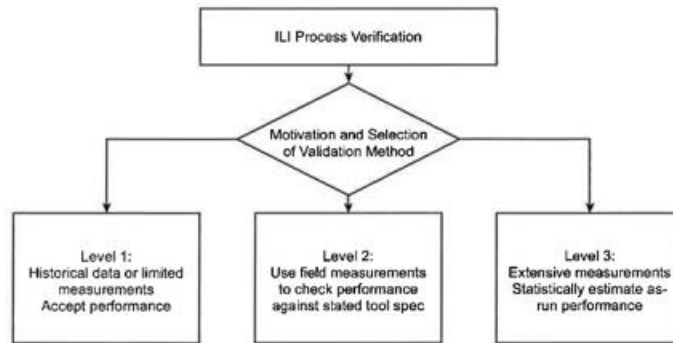 ILI Process Verification
Motivation and Selection
of Validation Method
Level 1:
Historical data or limited
measurements
Accept performance
Level 2:
Use field measurements
to check performance
against stated tool spec
Level 3:
Extensive measurements
Statistically estimate as-
run performance